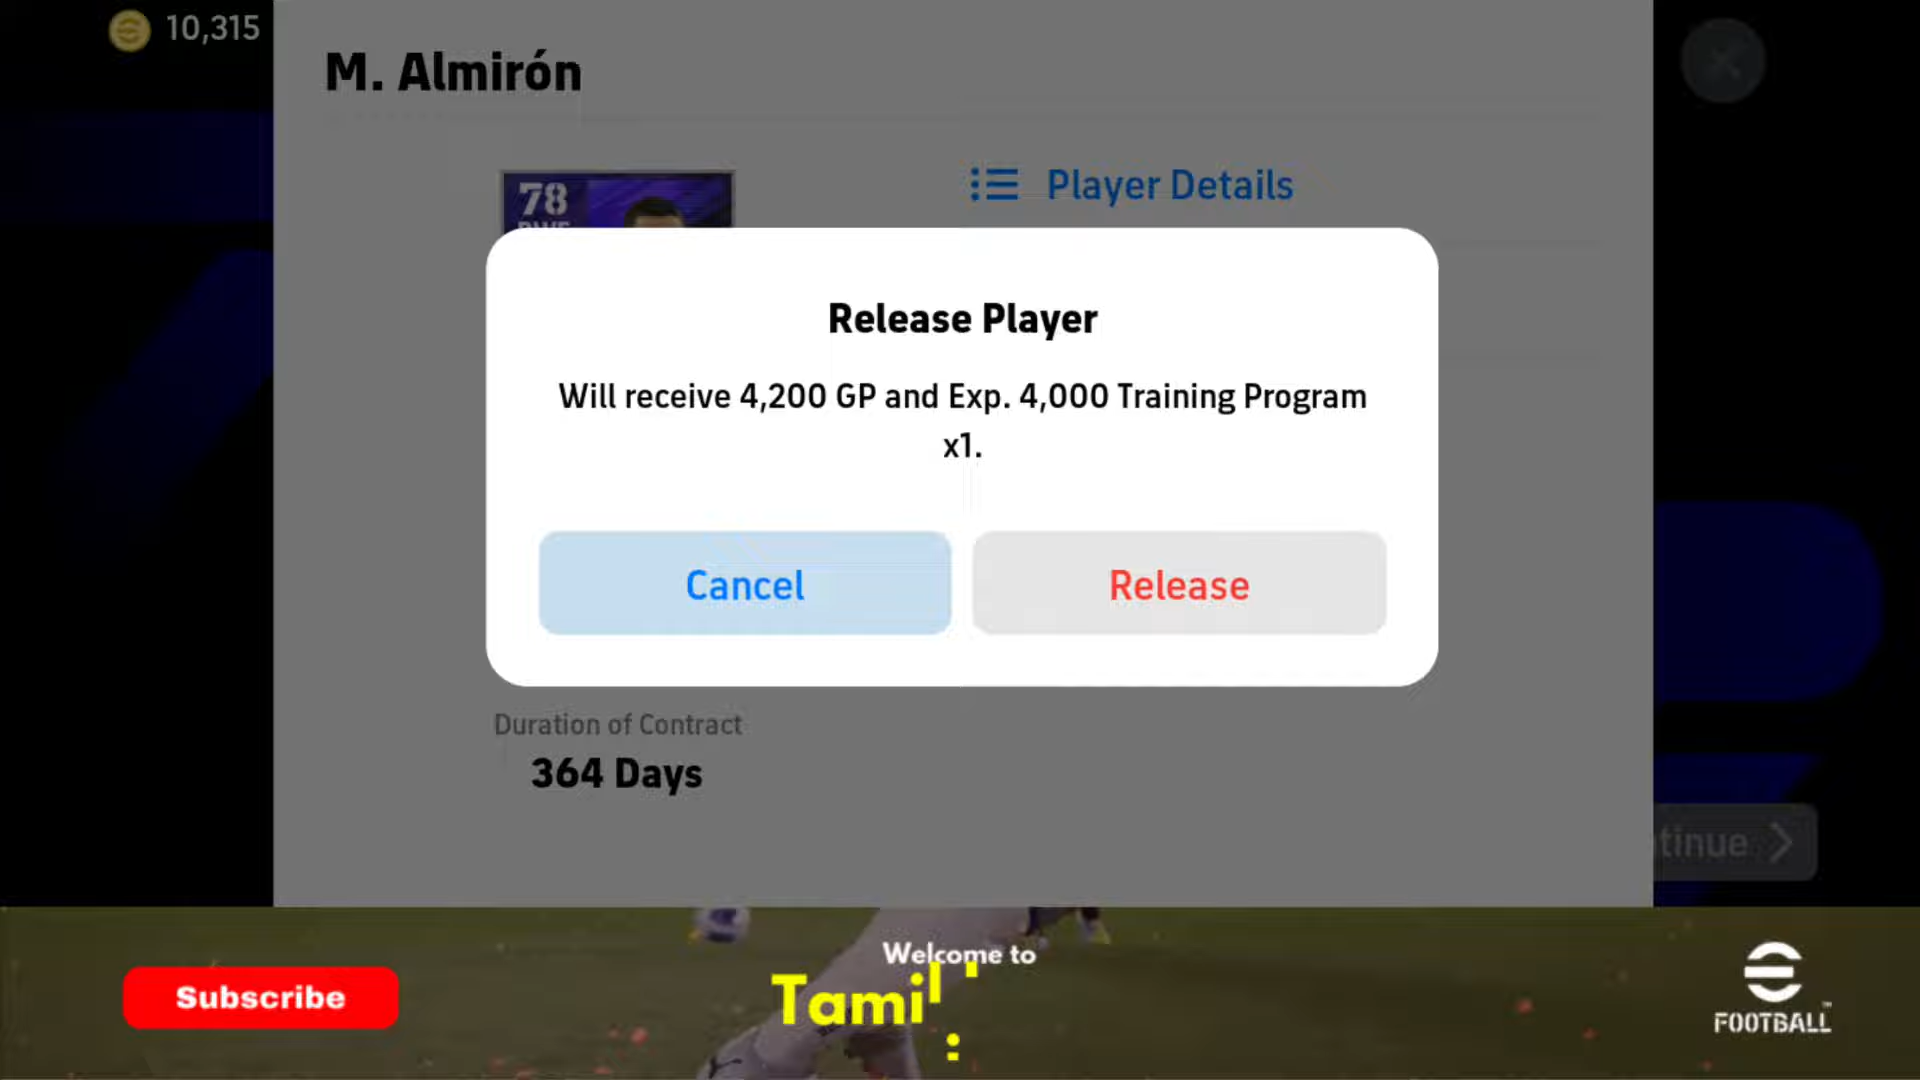 10,315
M. Almirón
78
Player Details
Release Player
Will receive 4,200 GP and Exp. 4,000 Training Program
x1.
Cancel
Release
Duration of Contract
364 Days
tinue
Welcome to
Subscribe
Tamil
FOOTBALL